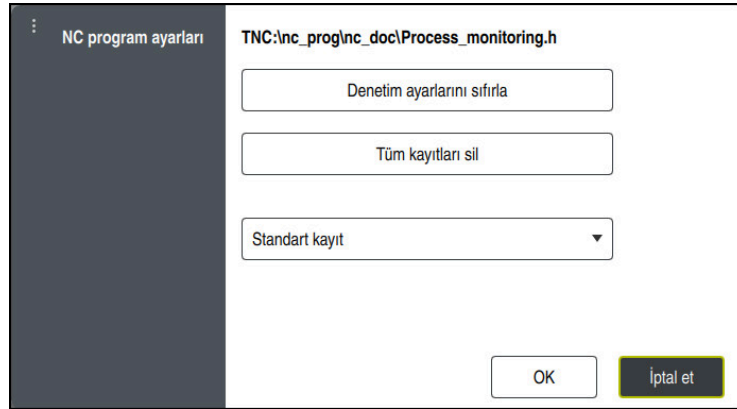 NC program ayarları
TNC:\nc_prog\nc_doc\Process_monitoring.h
Denetim ayarlarını sıfırla
Tüm kayıtları sil
Standart kayıt
OK
İptal et